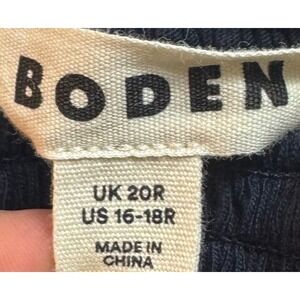 BODEN
UK 20R
US 16-18R
MADE IN
CHINA